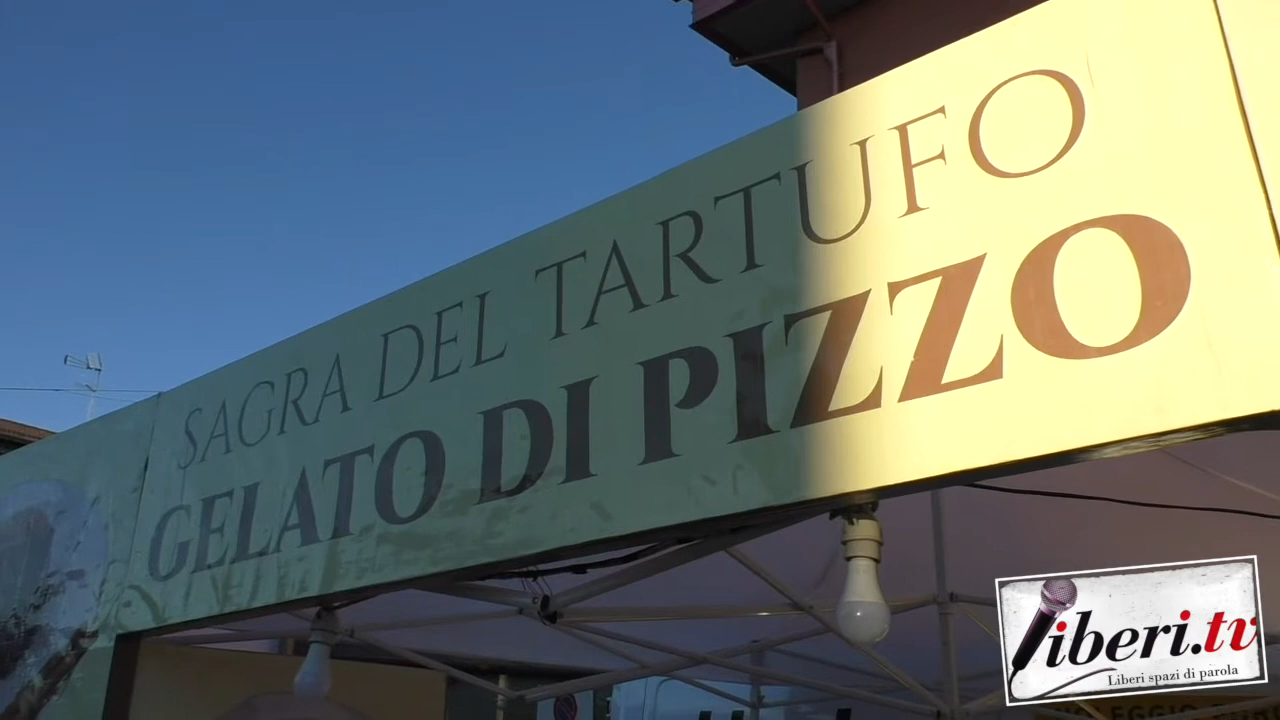 SAGRA DEL TARTUFO
GELATO DI PIZZO
liberi.tv
Liberi spazi di parola